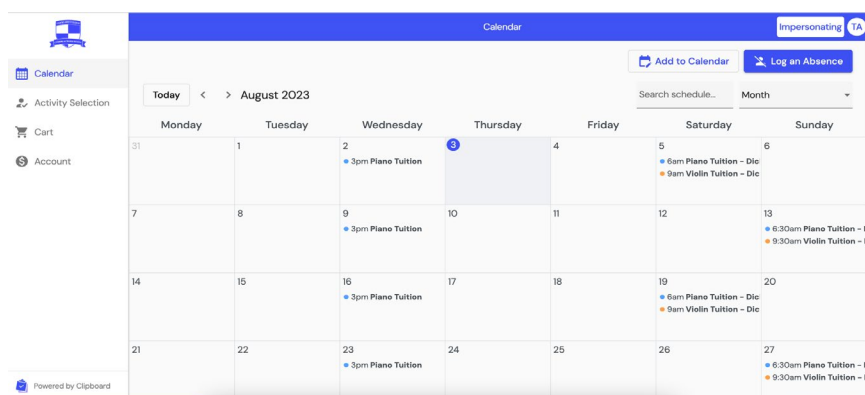 Calendar
Impersonating TA
Calendar
Activity Selection
Cart
Account
Powered by Clipboard
Add to Calendar
Log an Absence
Today < > August 2023
Search schedule...
Month
Monday Tuesday Wednesday Thursday Friday Saturday Sunday
31 1 2 3 4 5 6
3pm Piano Tuition
6am Piano Tuition - Dic
9am Violin Tuition - Dic
7 8 9 10 11 12 13
3pm Piano Tuition
6:30am Piano Tuition -
9:30am Violin Tuition -
14 15 16 17 18 19 20
3pm Piano Tuition
6am Piano Tuition - Dic
9am Violin Tuition - Dic
21 22 23 24 25 26 27
3pm Piano Tuition
6:30am Piano Tuition -
9:30am Violin Tuition -